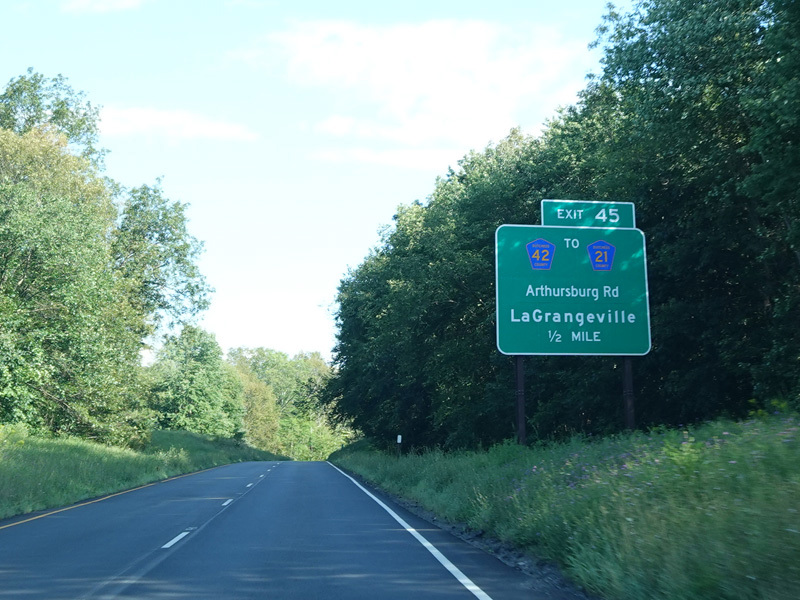 EXIT 45
42 TO 21
Arthursburg Rd
LaGrangeville
½ MILE